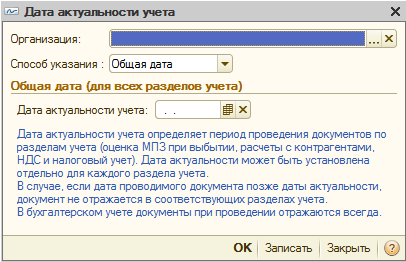 Дата актуальности учета
Организация:
...
Способ указания : Общая дата
Общая дата (для всех разделов учета)
Дата актуальности учета: . .
Дата актуальности учета определяет период проведения документов по
разделам учета (оценка МПЗ при выбытии, расчеты с контрагентами,
НДС и налоговый учет). Дата актуальности может быть установлена
отдельно для каждого раздела учета.
В случае, если дата проводимого документа позже даты актуальности,
документ не отражается в соответствующих разделах учета.
В бухгалтерском учете документы при проведении отражаются всегда.
OK Записать Закрыть ?